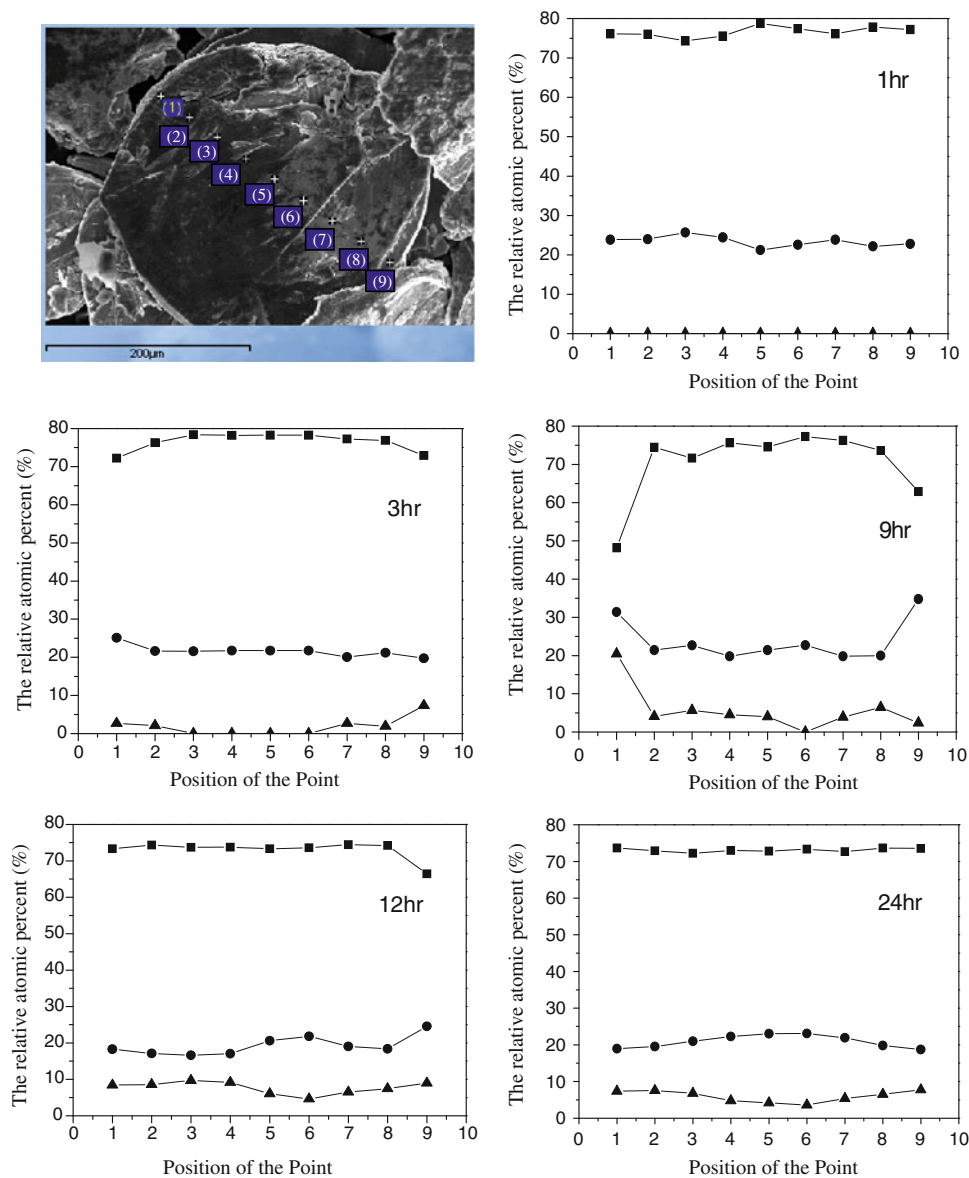 (1)
(2)
(3)
(4)
(5)
(6)
(7)
(8)
(9)
200µm
The relative atomic percent (%)
80
70
60
50
40
30
20
10
0
1hr
0 1 2 3 4 5 6 7 8 9 10
Position of the Point
The relative atomic percent (%)
80
70
60
50
40
30
20
10
0
3hr
0 1 2 3 4 5 6 7 8 9 10
Position of the Point
The relative atomic percent (%)
80
70
60
50
40
30
20
10
0
9hr
0 1 2 3 4 5 6 7 8 9 10
Position of the Point
The relative atomic percent (%)
80
70
60
50
40
30
20
10
0
12hr
0 1 2 3 4 5 6 7 8 9 10
Position of the Point
The relative atomic percent (%)
80
70
60
50
40
30
20
10
0
24hr
0 1 2 3 4 5 6 7 8 9 10
Position of the Point